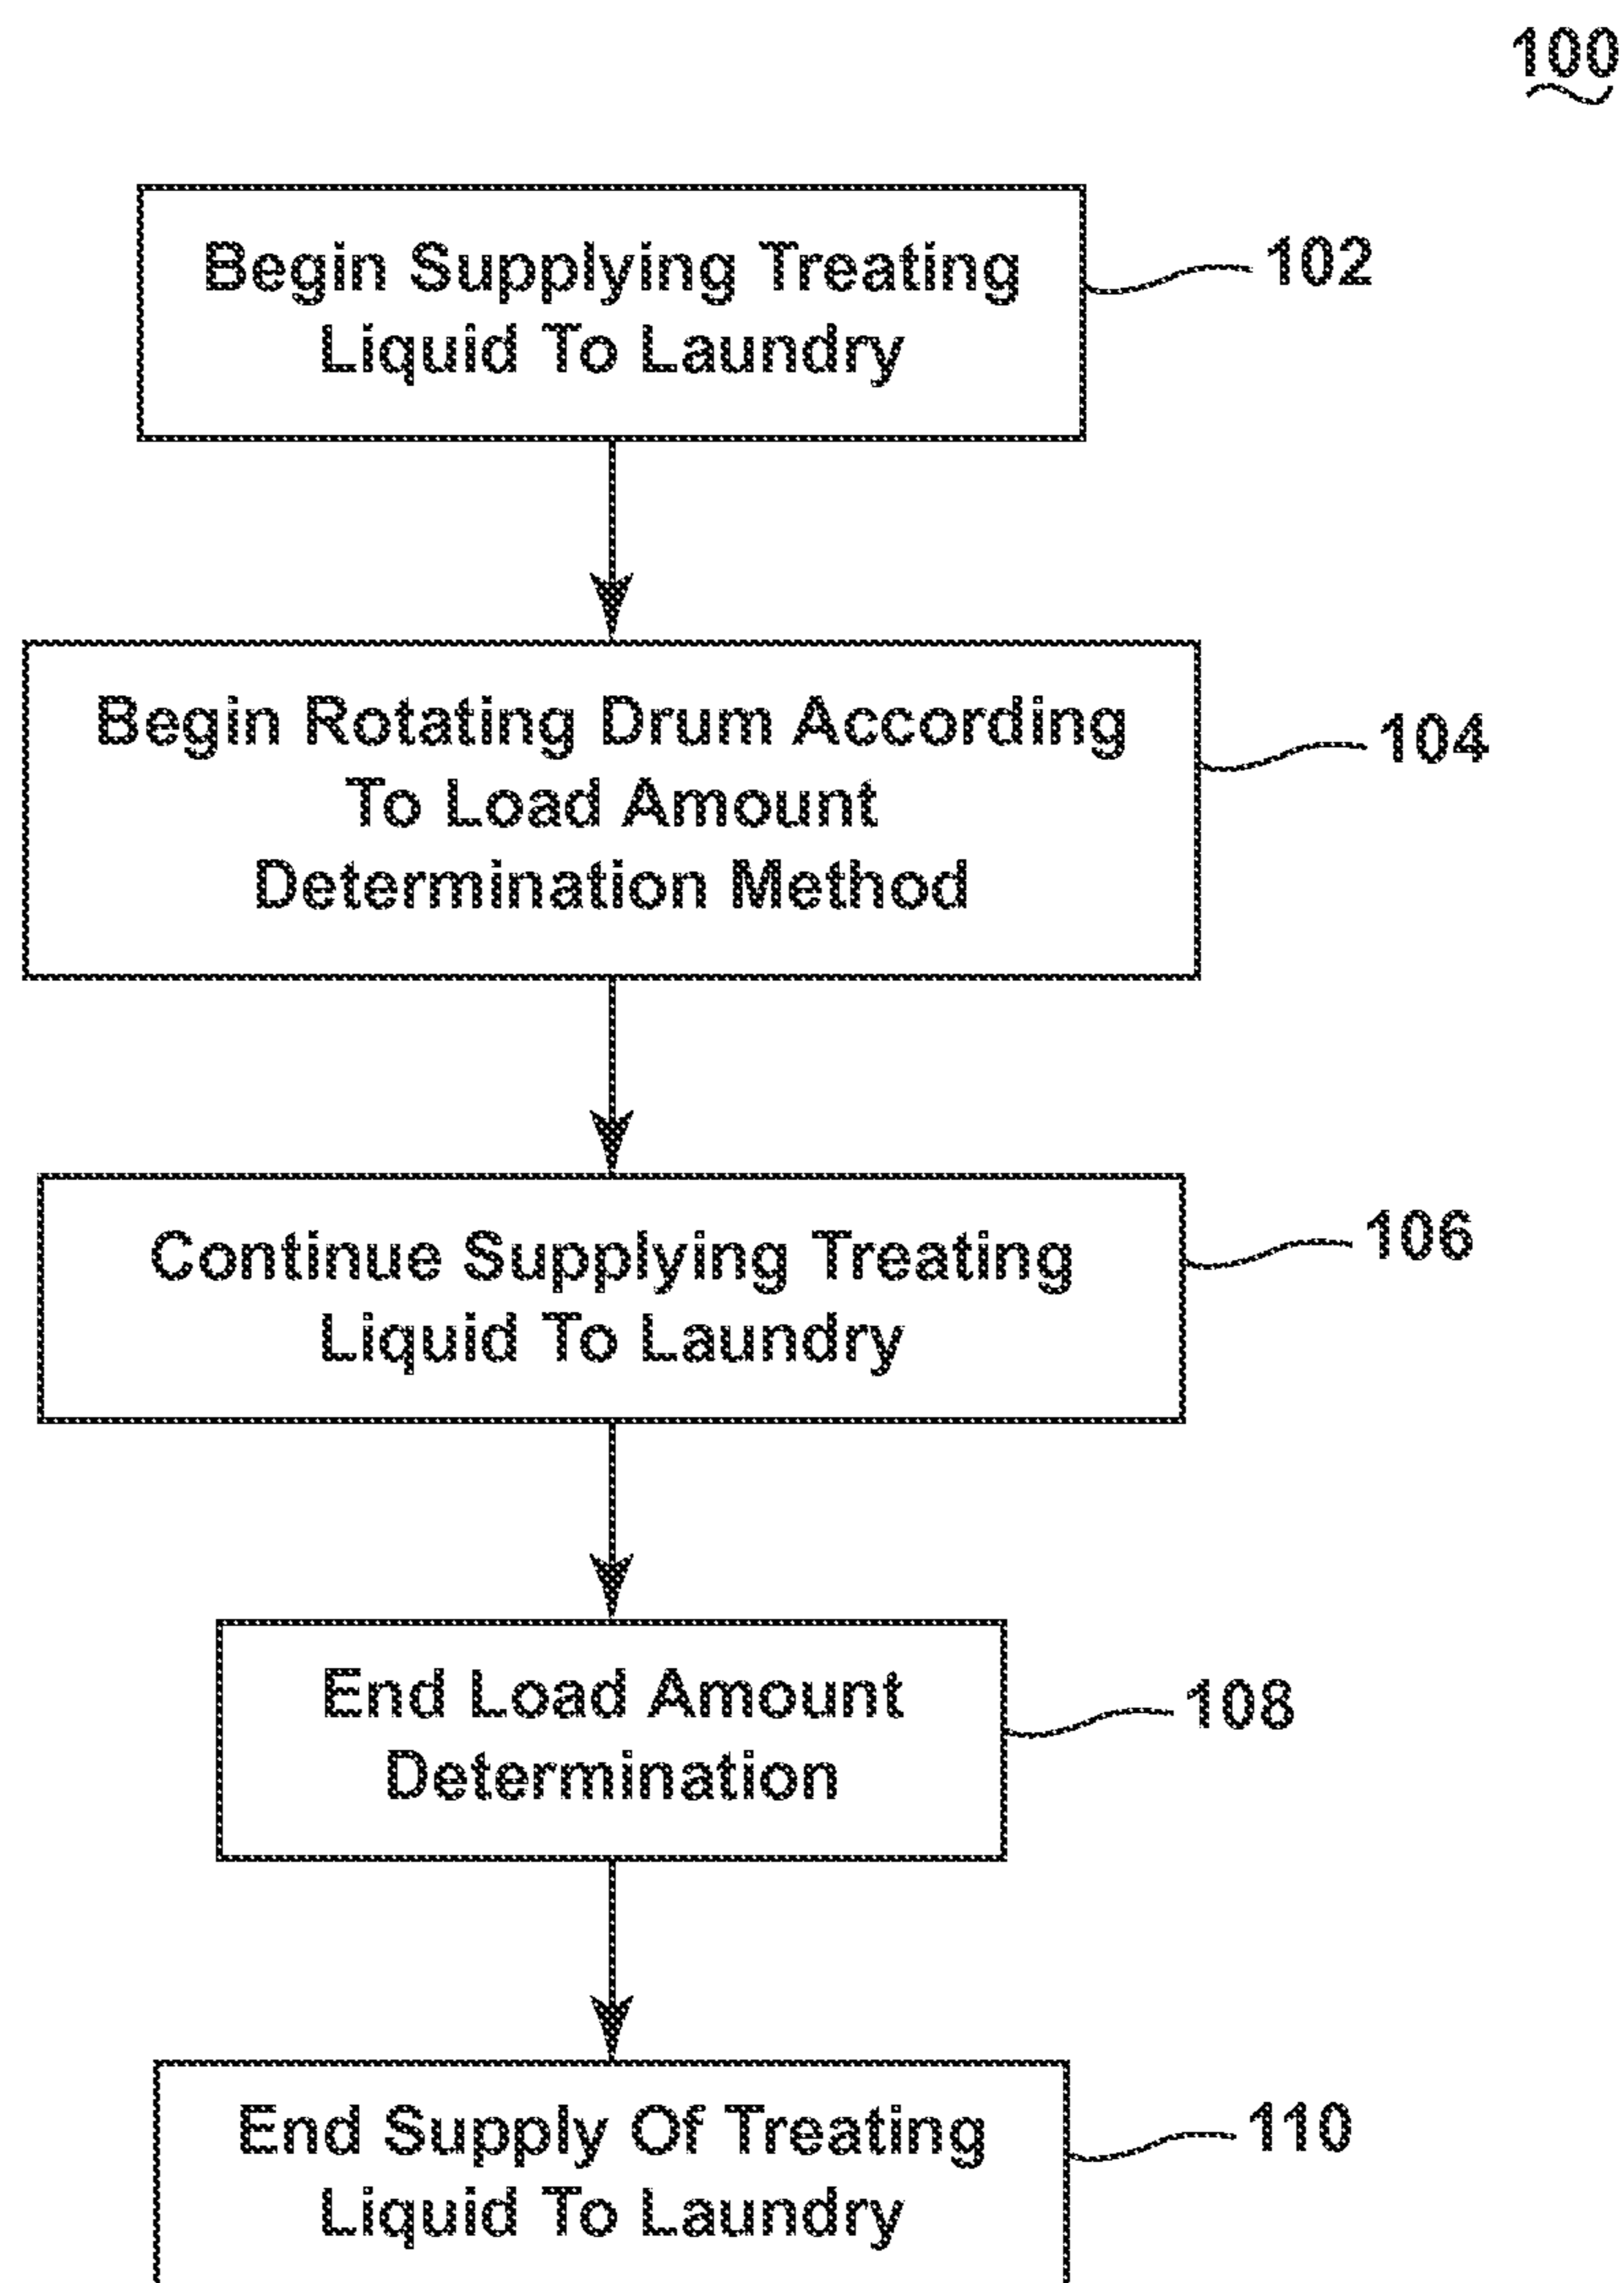 100
Begin Supplying Treating
Liquid To Laundry
102
Begin Rotating Drum According
To Load Amount
Determination Method
104
Continue Supplying Treating
Liquid To Laundry
106
End Load Amount
Determination
108
End Supply Of Treating
Liquid To Laundry
110